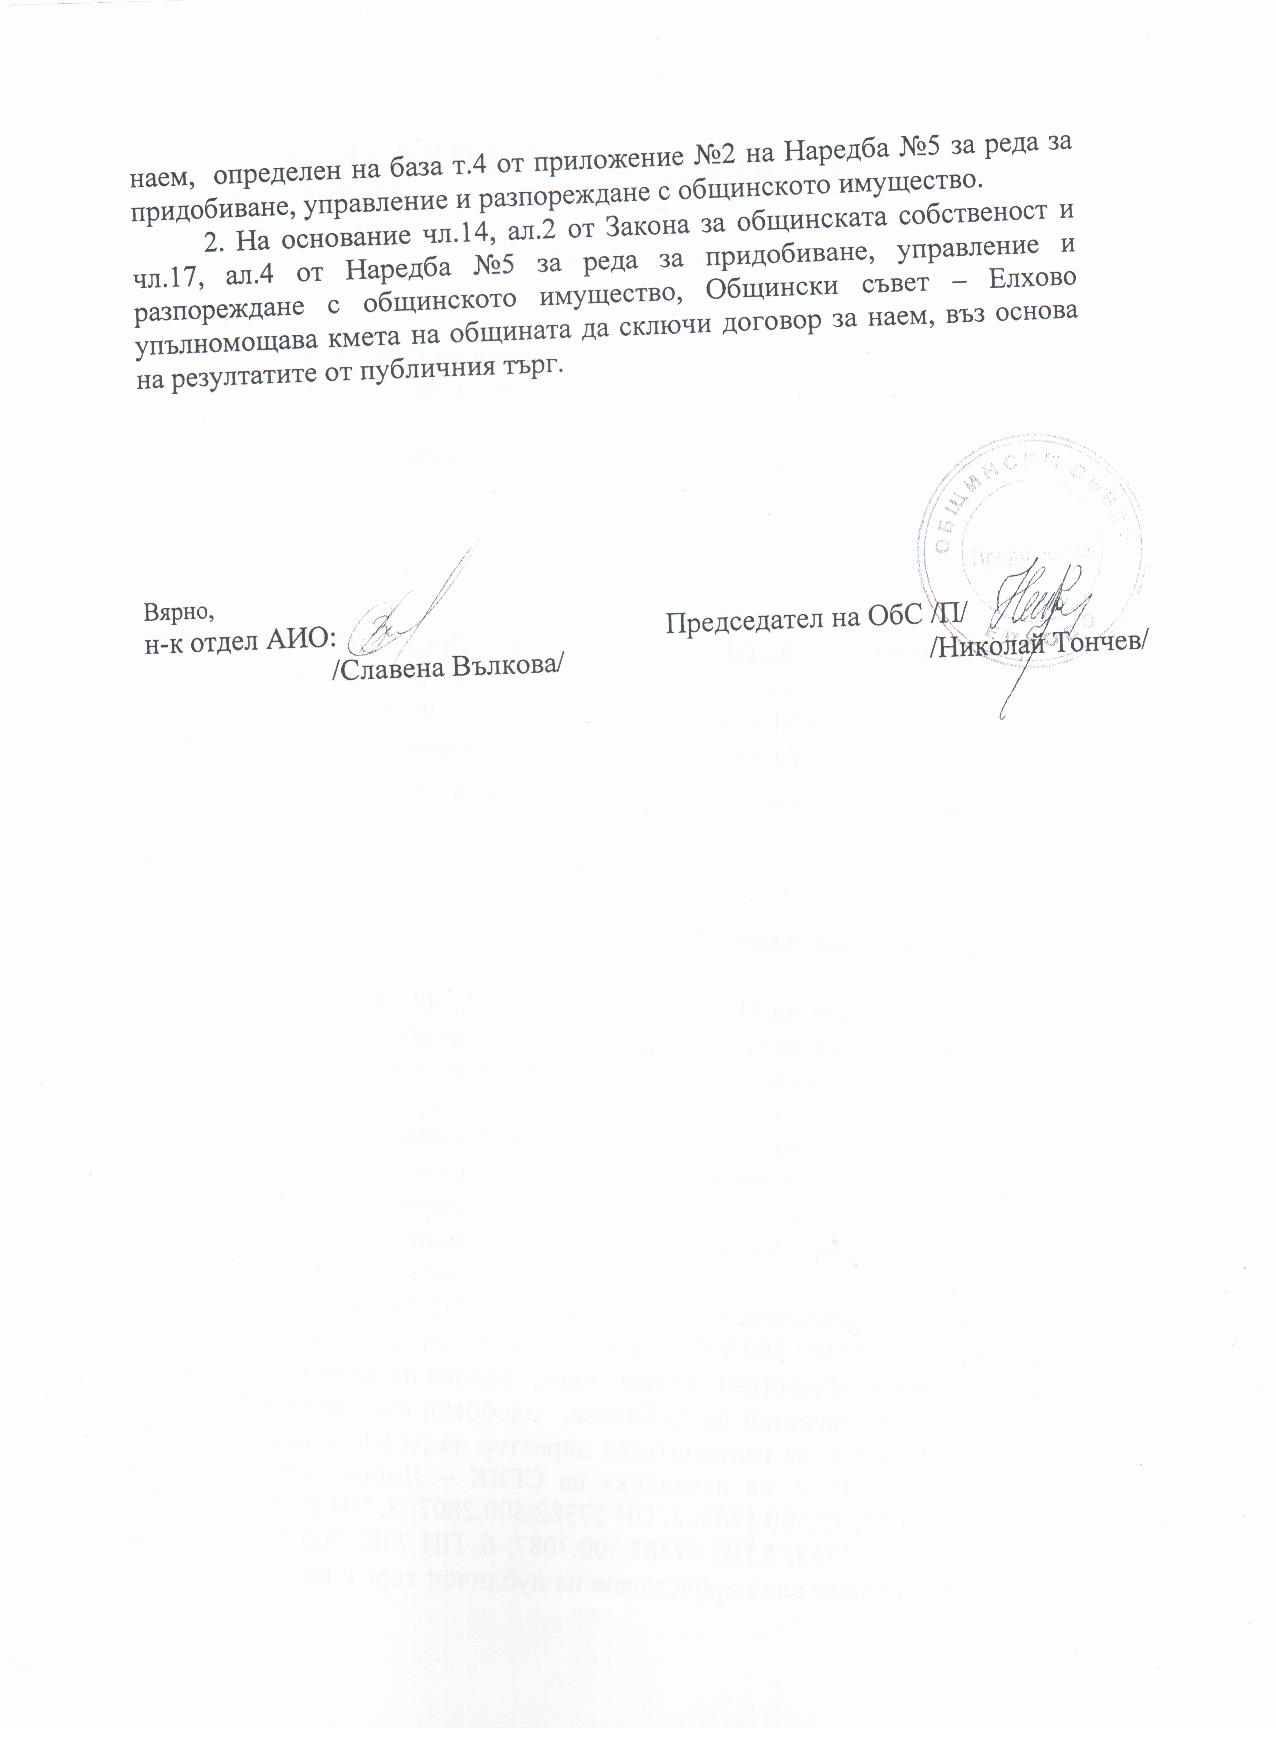 наем, определен на база т.4 от приложение №2 на Наредба №5 за реда за
придобиване, управление и разпореждане с общинското имущество.
2. На основание чл.14, ал.2 от Закона за общинската собственост и
чл.17, ал.4 от Наредба №5 за реда за придобиване, управление и
разпореждане с общинското имущество, Общински съвет – Елхово
упълномощава кмета на общината да сключи договор за наем, въз основа
на резултатите от публичния търг.
ОБЩИНСКИ СЪВЕТ
Вярно,
н-к отдел АИО:
/Славена Вълкова/
Председател на ОбС /П/
/Николай Тончев/